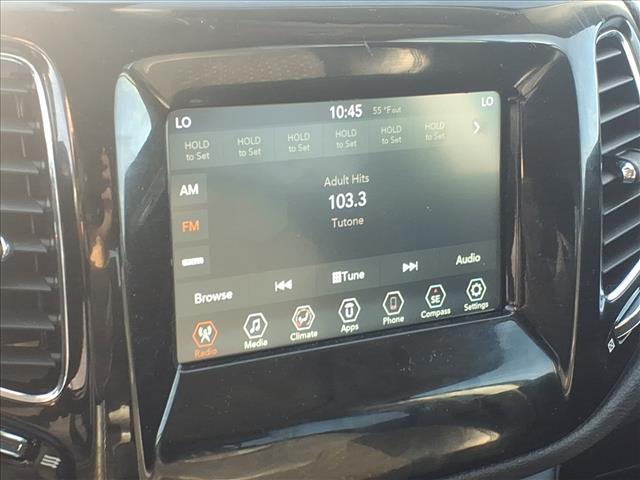 LO 10:45 55 °F out LO
HOLD to Set HOLD to Set HOLD to Set HOLD to Set HOLD to Set HOLD to Set
AM
Adult Hits
103.3
FM
Tutone
Browse Tune Audio
Radio Media Climate Apps Phone SE Compass Settings